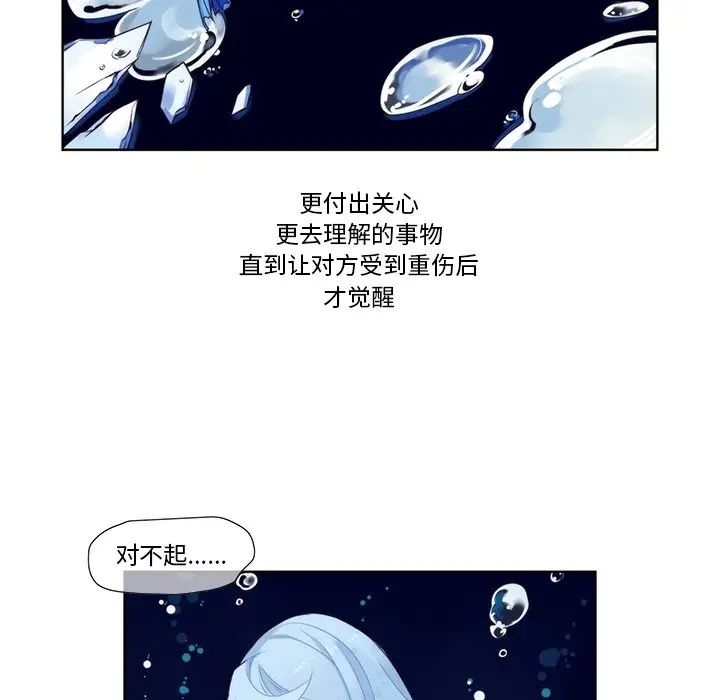 更付出关心
更去理解的事物
直到让对方受到重伤后
才觉醒
对不起……